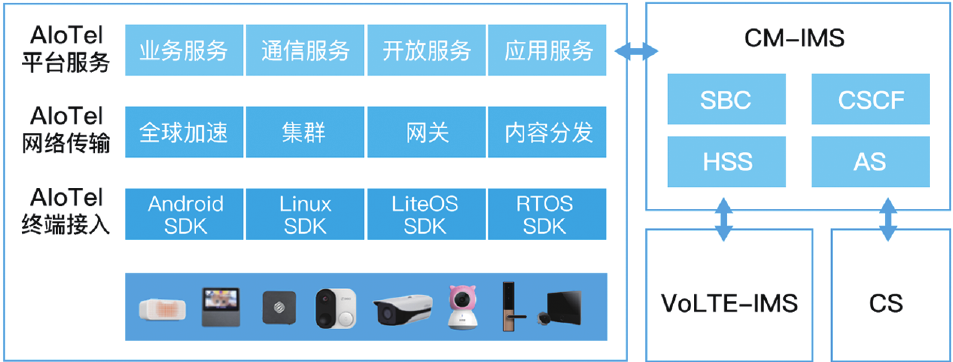 AIoTel
平台服务
业务服务
通信服务
开放服务
应用服务
AIoTel
网络传输
全球加速
集群
网关
内容分发
AIoTel
终端接入
Android
SDK
Linux
SDK
LiteOS
SDK
RTOS
SDK
CM-IMS
SBC
CSCF
HSS
AS
VoLTE-IMS
CS